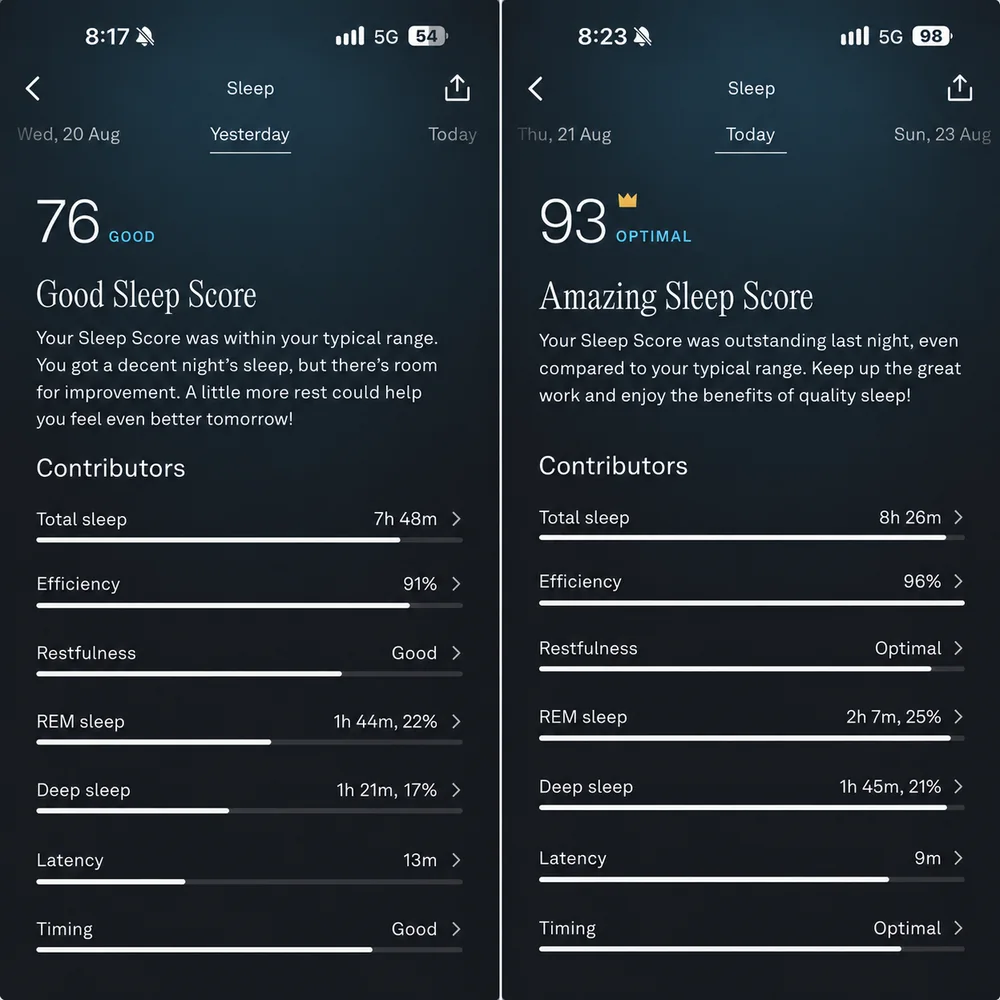 8:17
5G
54
Sleep
Wed, 20 Aug
Yesterday
Today
76
GOOD
Good Sleep Score
Your Sleep Score was within your typical range.
You got a decent night’s sleep, but there’s room
for improvement. A little more rest could help
you feel even better tomorrow!
Contributors
Total sleep
7h 48m
Efficiency
91%
Restfulness
Good
REM sleep
1h 44m, 22%
Deep sleep
1h 21m, 17%
Latency
13m
Timing
Good
8:23
5G
98
Sleep
Thu, 21 Aug
Today
Sun, 23 Aug
93
OPTIMAL
Amazing Sleep Score
Your Sleep Score was outstanding last night, even
compared to your typical range. Keep up the great
work and enjoy the benefits of quality sleep!
Contributors
Total sleep
8h 26m
Efficiency
96%
Restfulness
Optimal
REM sleep
2h 7m, 25%
Deep sleep
1h 45m, 21%
Latency
9m
Timing
Optimal